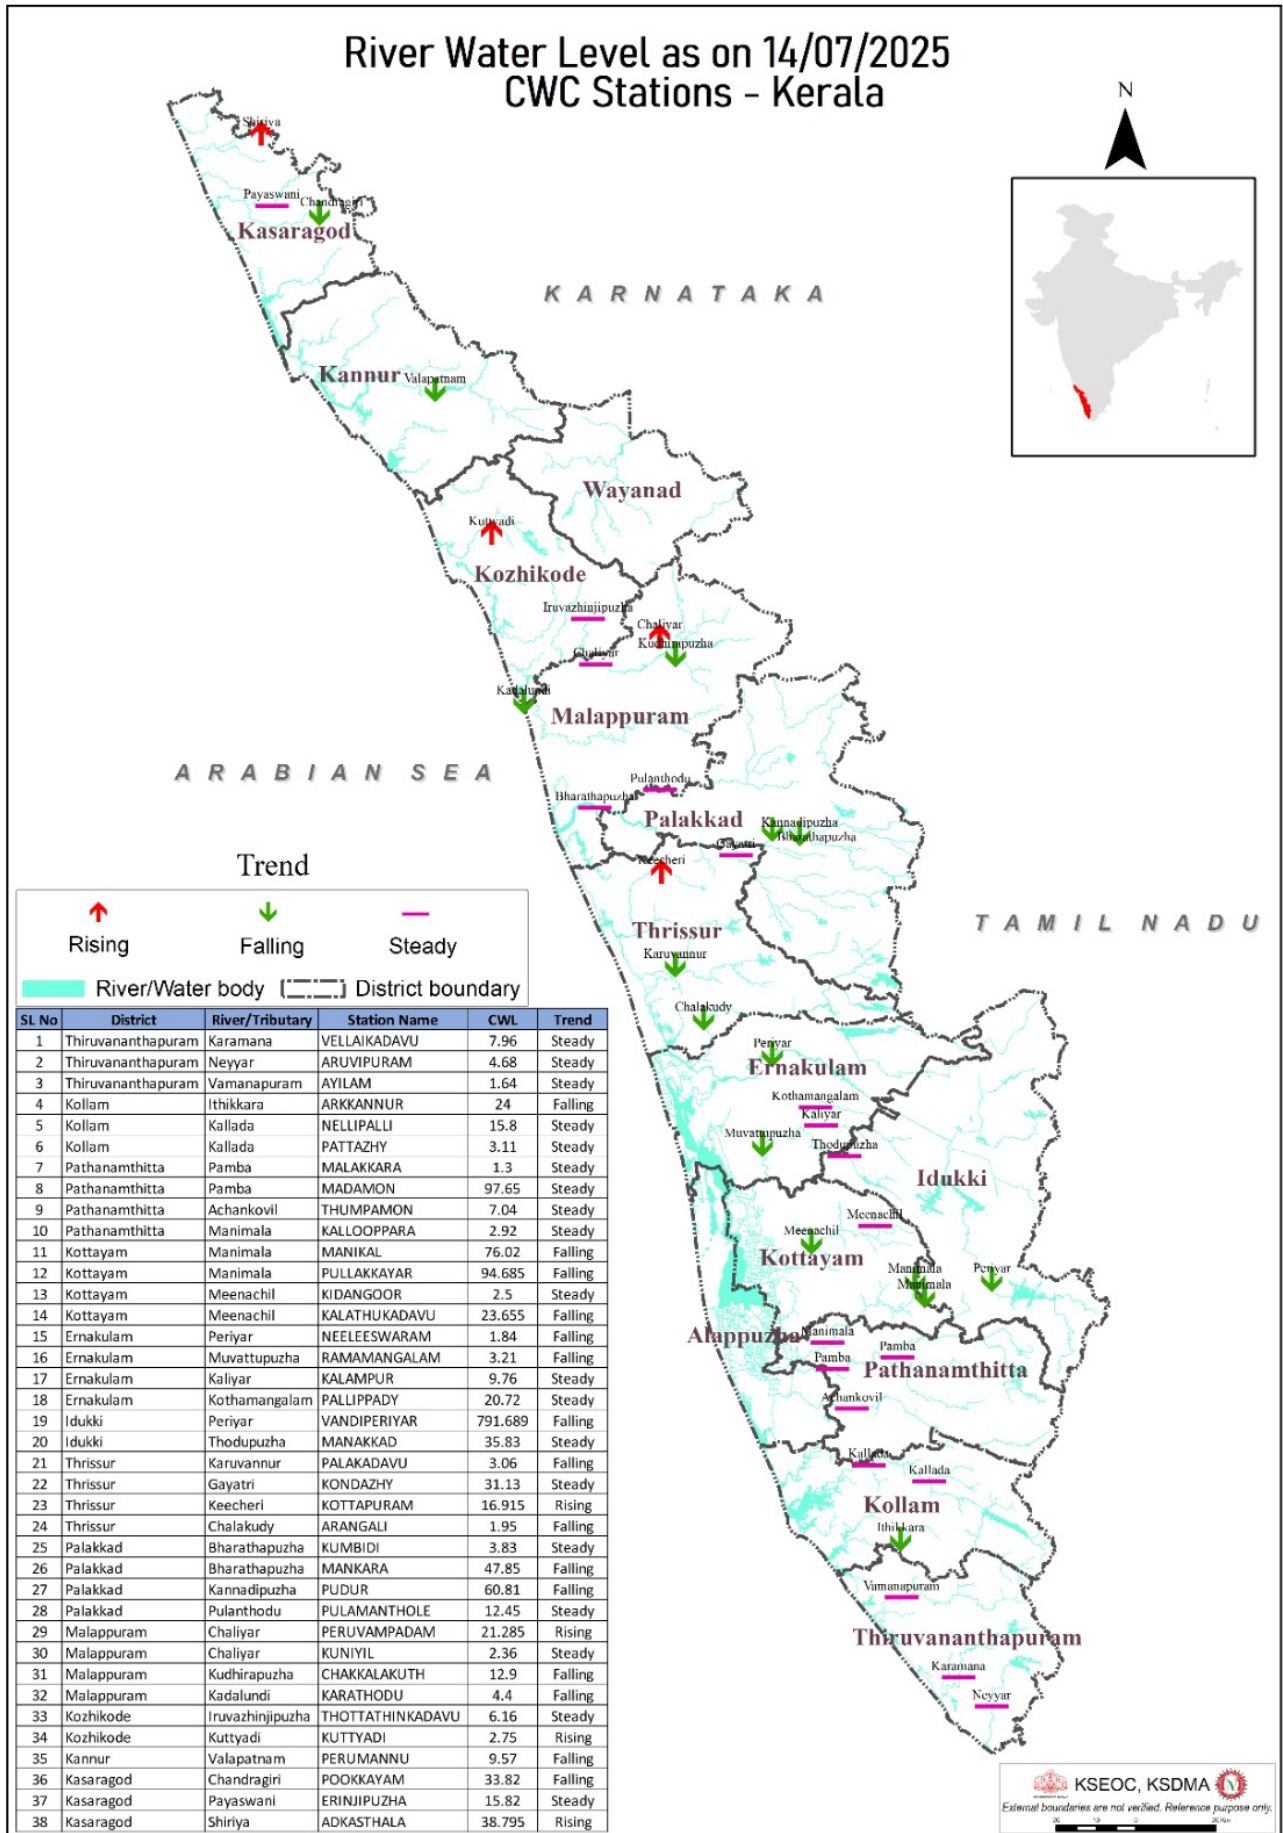 River Water Level as on 14/07/2025
CWC Stations - Kerala
N
Shiriya
Payaswani
Chandragiri
Kasaragod
KARNATAKA
Kannur
Valapatnam
Wayanad
Kuttyadi
Kozhikode
Iruvazhinjipuzha
Chaliyar
Kudhirapuzha
Chaliyar
Kadalundi
Malappuram
ARABIAN SEA
Pulanthodu
Bharathapuzha
Palakkad
Kannadipuzha
Bharathapuzha
Gayatri
Keecheri
Thrissur
TAMIL NADU
Karuvannur
Chalakudy
Periyar
Ernakulam
Kothamangalam
Kaliyar
Muvattupuzha
Thodupuzha
Idukki
Meenachil
Meenachil
Kottayam
Manimala
Manimala
Periyar
Alappuzha
Manimala
Pamba
Pamba
Pathanamthitta
Achankovil
Kallada
Kallada
Kollam
Ithikkara
Vamanapuram
Thiruvananthapuram
Karamana
Neyyar
Trend
Rising Falling Steady
River/Water body District boundary
SL No District River/Tributary Station Name CWL Trend
1 Thiruvananthapuram Karamana VELLAIKADAVU 7.96 Steady
2 Thiruvananthapuram Neyyar ARUVIPURAM 4.68 Steady
3 Thiruvananthapuram Vamanapuram AYILAM 1.64 Steady
4 Kollam Ithikkara ARKKANNUR 24 Falling
5 Kollam Kallada NELLIPALLI 15.8 Steady
6 Kollam Kallada PATTAZHY 3.11 Steady
7 Pathanamthitta Pamba MALAKKARA 1.3 Steady
8 Pathanamthitta Pamba MADAMON 97.65 Steady
9 Pathanamthitta Achankovil THUMPAMON 7.04 Steady
10 Pathanamthitta Manimala KALLOOPPARA 2.92 Steady
11 Kottayam Manimala MANIKAL 76.02 Falling
12 Kottayam Manimala PULLAKKAYAR 94.685 Falling
13 Kottayam Meenachil KIDANGOOR 2.5 Steady
14 Kottayam Meenachil KALATHUKADAVU 23.655 Falling
15 Ernakulam Periyar NEELEESWARAM 1.84 Falling
16 Ernakulam Muvattupuzha RAMAMANGALAM 3.21 Falling
17 Ernakulam Kaliyar KALAMPUR 9.76 Steady
18 Ernakulam Kothamangalam PALLIPPADY 20.72 Steady
19 Idukki Periyar VANDIPERIYAR 791.689 Falling
20 Idukki Thodupuzha MANAKKAD 35.83 Steady
21 Thrissur Karuvannur PALAKADAVU 3.06 Falling
22 Thrissur Gayatri KONDAZHY 31.13 Steady
23 Thrissur Keecheri KOTTAPURAM 16.915 Rising
24 Thrissur Chalakudy ARANGALI 1.95 Falling
25 Palakkad Bharathapuzha KUMBIDI 3.83 Steady
26 Palakkad Bharathapuzha MANKARA 47.85 Falling
27 Palakkad Kannadipuzha PUDUR 60.81 Falling
28 Palakkad Pulanthodu PULAMANTHOLE 12.45 Steady
29 Malappuram Chaliyar PERUVAMPADAM 21.285 Rising
30 Malappuram Chaliyar KUNIYIL 2.36 Steady
31 Malappuram Kudhirapuzha CHAKKALAKUTH 12.9 Falling
32 Malappuram Kadalundi KARATHODU 4.4 Falling
33 Kozhikode Iruvazhinjipuzha THOTTATHINKADAVU 6.16 Steady
34 Kozhikode Kuttyadi KUTTYADI 2.75 Rising
35 Kannur Valapatnam PERUMANNU 9.57 Falling
36 Kasaragod Chandragiri POOKKAYAM 33.82 Falling
37 Kasaragod Payaswani ERINJIPUZHA 15.82 Steady
38 Kasaragod Shiriya ADKASTHALA 38.795 Rising
KSEOC, KSDMA
External boundaries are not verified. Reference purpose only.